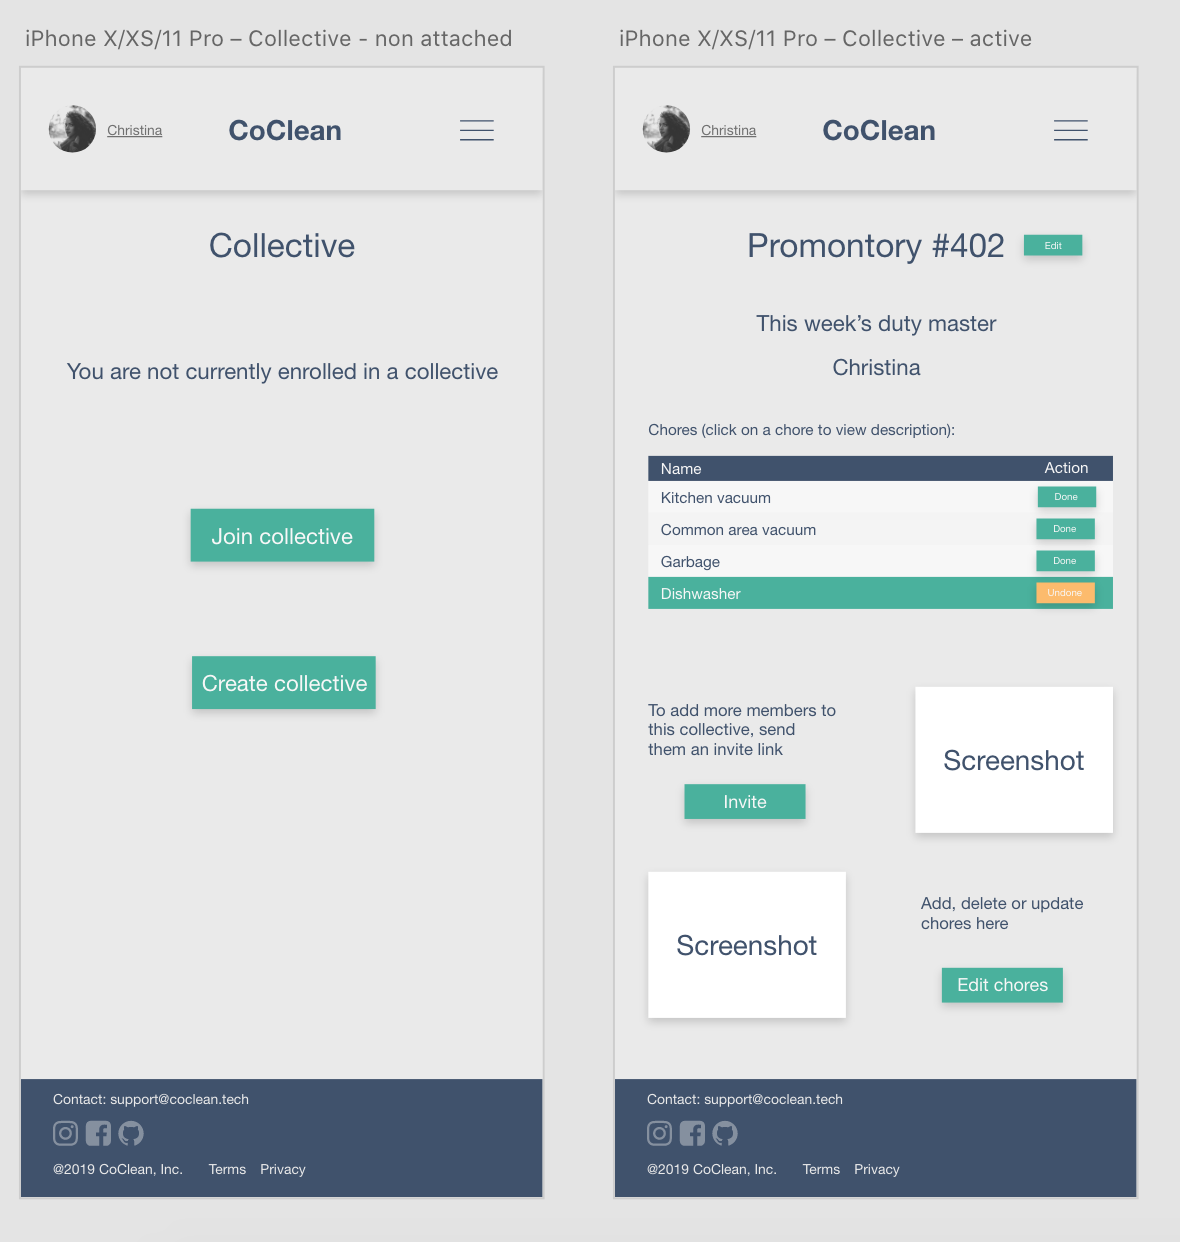 iPhone X/XS/11 Pro – Collective - non attached
Christina
CoClean
Collective
You are not currently enrolled in a collective
Join collective
Create collective
Contact: support@coclean.tech
@2019 CoClean, Inc. Terms Privacy
iPhone X/XS/11 Pro – Collective – active
Christina
CoClean
Promontory #402
Edit
This week’s duty master
Christina
Chores (click on a chore to view description):
Name Action
Kitchen vacuum Done
Common area vacuum Done
Garbage Done
Dishwasher Undone
To add more members to
this collective, send
them an invite link
Invite
Screenshot
Screenshot
Add, delete or update
chores here
Edit chores
Contact: support@coclean.tech
@2019 CoClean, Inc. Terms Privacy